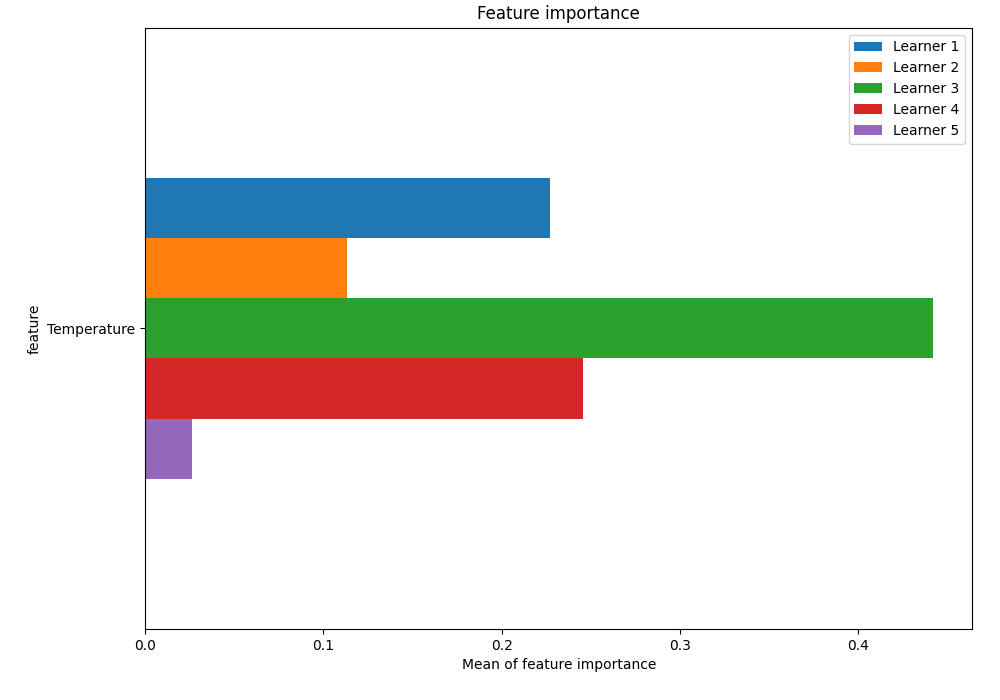 Feature importance
Learner 1
Learner 2
Learner 3
Learner 4
Learner 5
feature
Temperature
0.0 0.1 0.2 0.3 0.4
Mean of feature importance